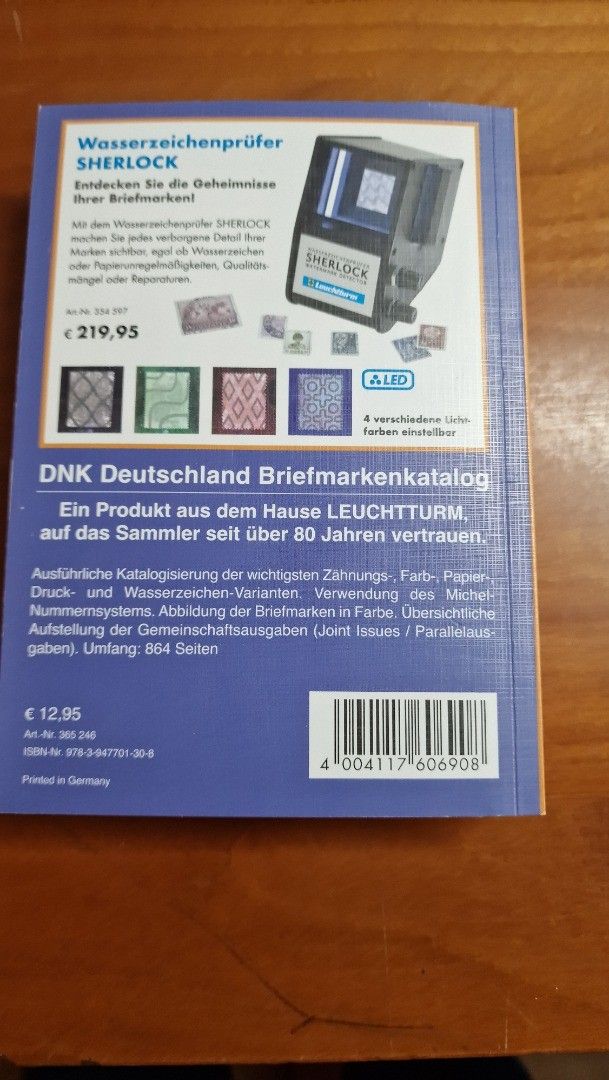 Wasserzeichenprüfer
SHERLOCK
Entdecken Sie die Geheimnisse
Ihrer Briefmarken!
Mit dem Wasserzeichenprüfer SHERLOCK
machen Sie jedes verborgene Detail Ihrer
Marken sichtbar, egal ob Wasserzeichen
oder Papierunregelmäßigkeiten, Qualitäts-
mängel oder Reparaturen.
Art.-Nr. 354 597
€ 219,95
WASSERZEICHENPRÜFER
SHERLOCK
WATERMARK DETECTOR
Leuchtturm
LED
4 verschiedene Licht-
farben einstellbar
DNK Deutschland Briefmarkenkatalog
Ein Produkt aus dem Hause LEUCHTTURM,
auf das Sammler seit über 80 Jahren vertrauen.
Ausführliche Katalogisierung der wichtigsten Zähnungs-, Farb-, Papier-,
Druck- und Wasserzeichen-Varianten. Verwendung des Michel-
Nummernsystems. Abbildung der Briefmarken in Farbe. Übersichtliche
Aufstellung der Gemeinschaftsausgaben (Joint Issues / Parallelaus-
gaben). Umfang: 864 Seiten
€ 12,95
Art.-Nr. 365 246
ISBN-Nr. 978-3-947701-30-8
Printed in Germany
4 004117 606908